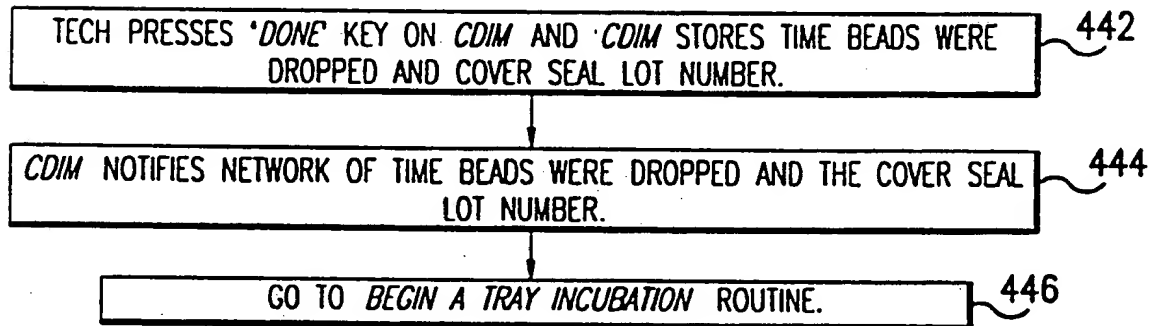 TECH PRESSES 'DONE' KEY ON CDIM AND CDIM STORES TIME BEADS WERE
DROPPED AND COVER SEAL LOT NUMBER.
442
CDIM NOTIFIES NETWORK OF TIME BEADS WERE DROPPED AND THE COVER SEAL
LOT NUMBER.
444
GO TO BEGIN A TRAY INCUBATION ROUTINE.
446